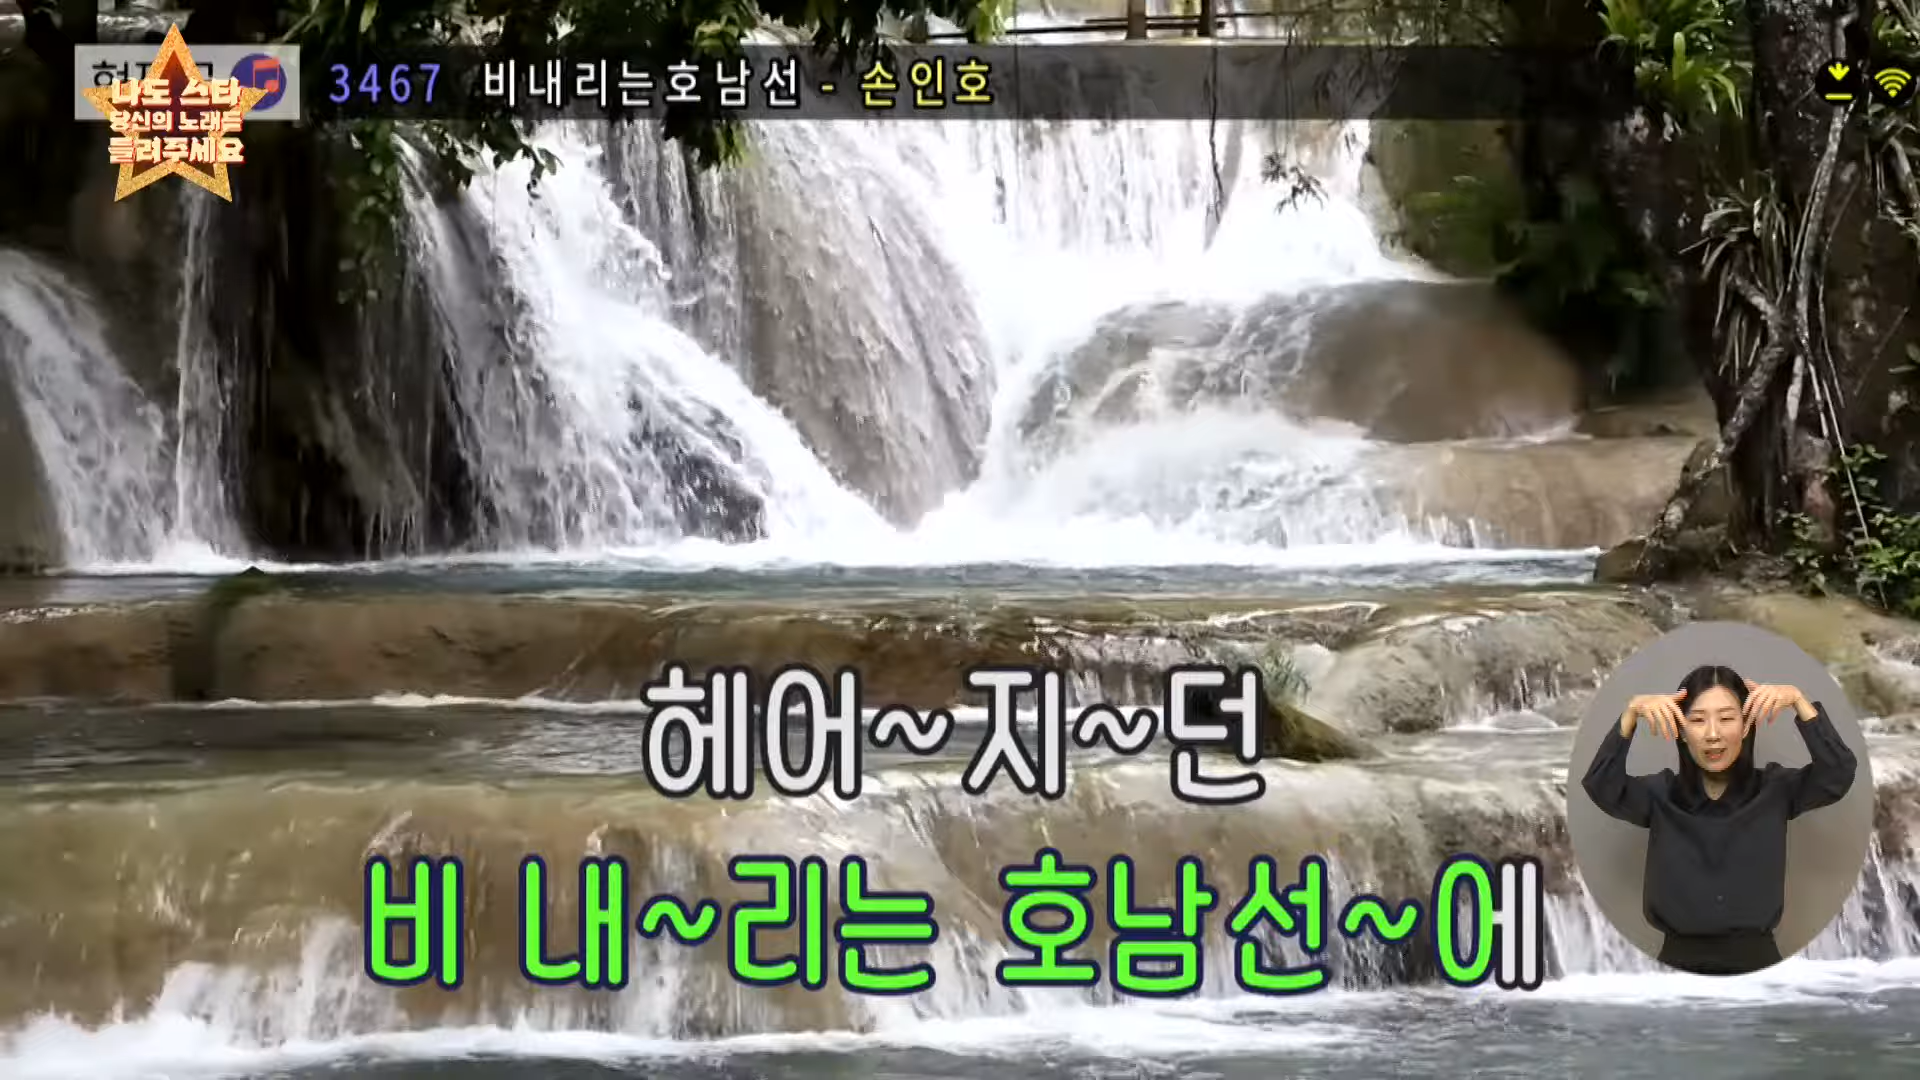 나도 스타
당신의 노래를
들려주세요
3467 비내리는호남선 - 손인호
헤어~지~던
비 내~리는 호남선~에